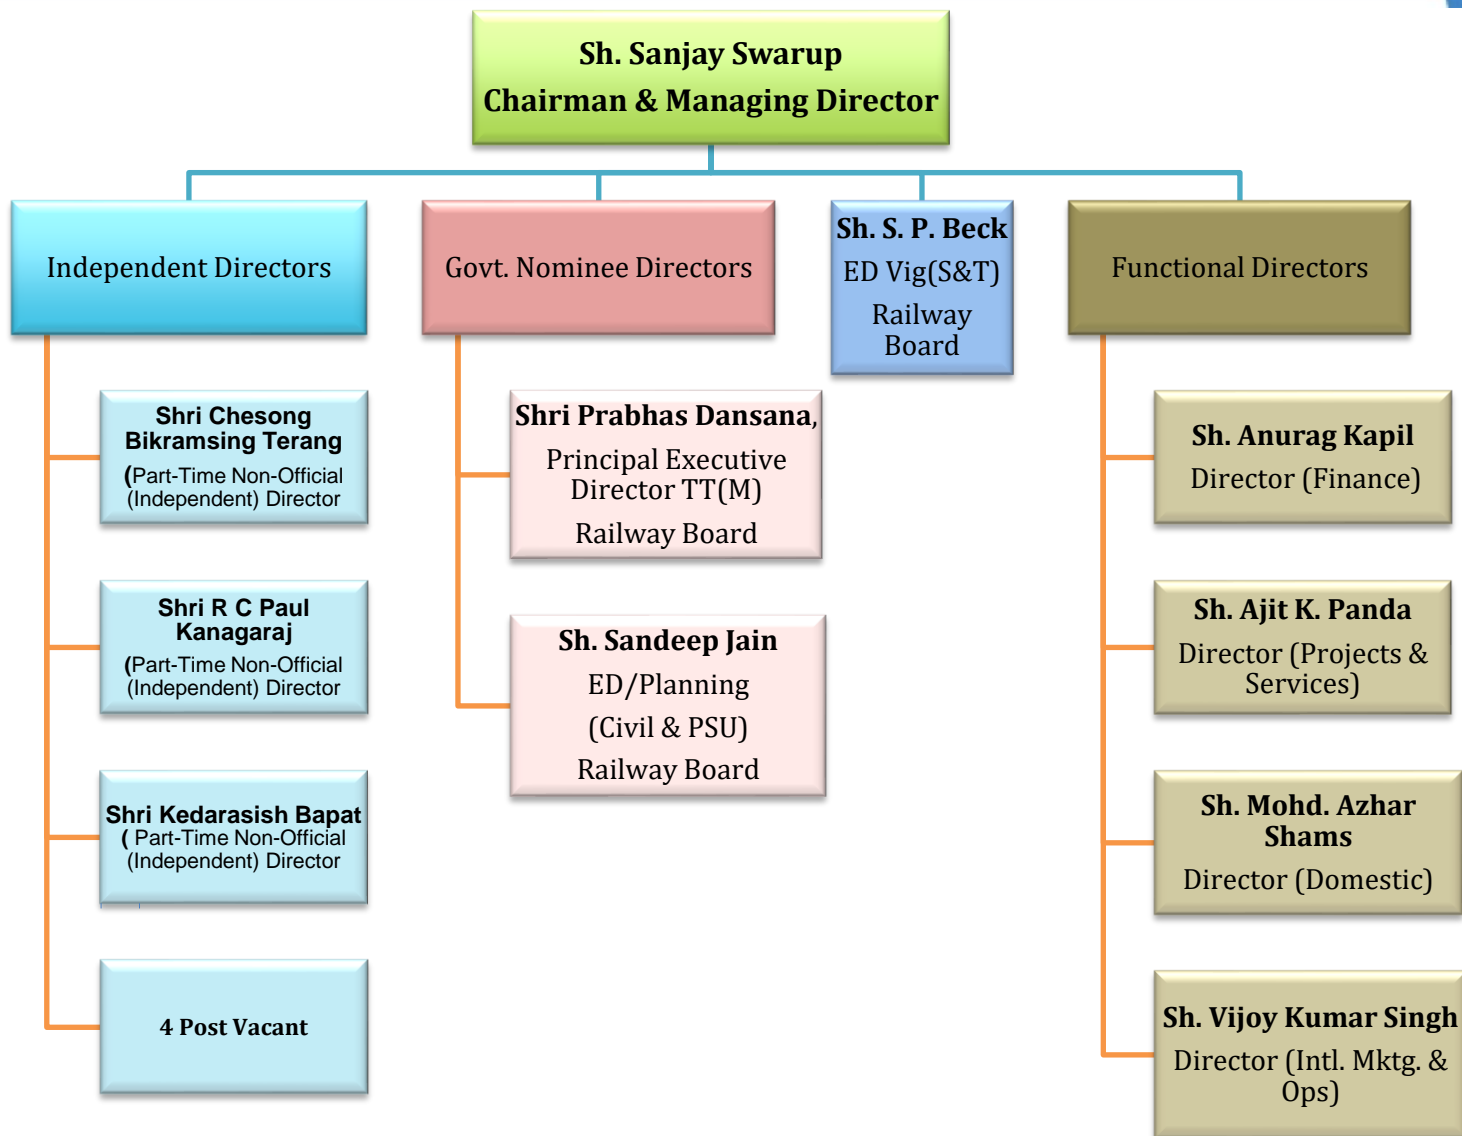 Sh. Sanjay Swarup
Chairman & Managing Director
Independent Directors
Shri Chesong
Bikramsing Terang
(Part-Time Non-Official
(Independent) Director
Shri R C Paul
Kanagaraj
(Part-Time Non-Official
(Independent) Director
Shri Kedarasish Bapat
( Part-Time Non-Official
(Independent) Director
4 Post Vacant
Govt. Nominee Directors
Shri Prabhas Dansana,
Principal Executive
Director TT(M)
Railway Board
Sh. Sandeep Jain
ED/Planning
(Civil & PSU)
Railway Board
Sh. S. P. Beck
ED Vig(S&T)
Railway
Board
Functional Directors
Sh. Anurag Kapil
Director (Finance)
Sh. Ajit K. Panda
Director (Projects &
Services)
Sh. Mohd. Azhar
Shams
Director (Domestic)
Sh. Vijoy Kumar Singh
Director (Intl. Mktg. &
Ops)